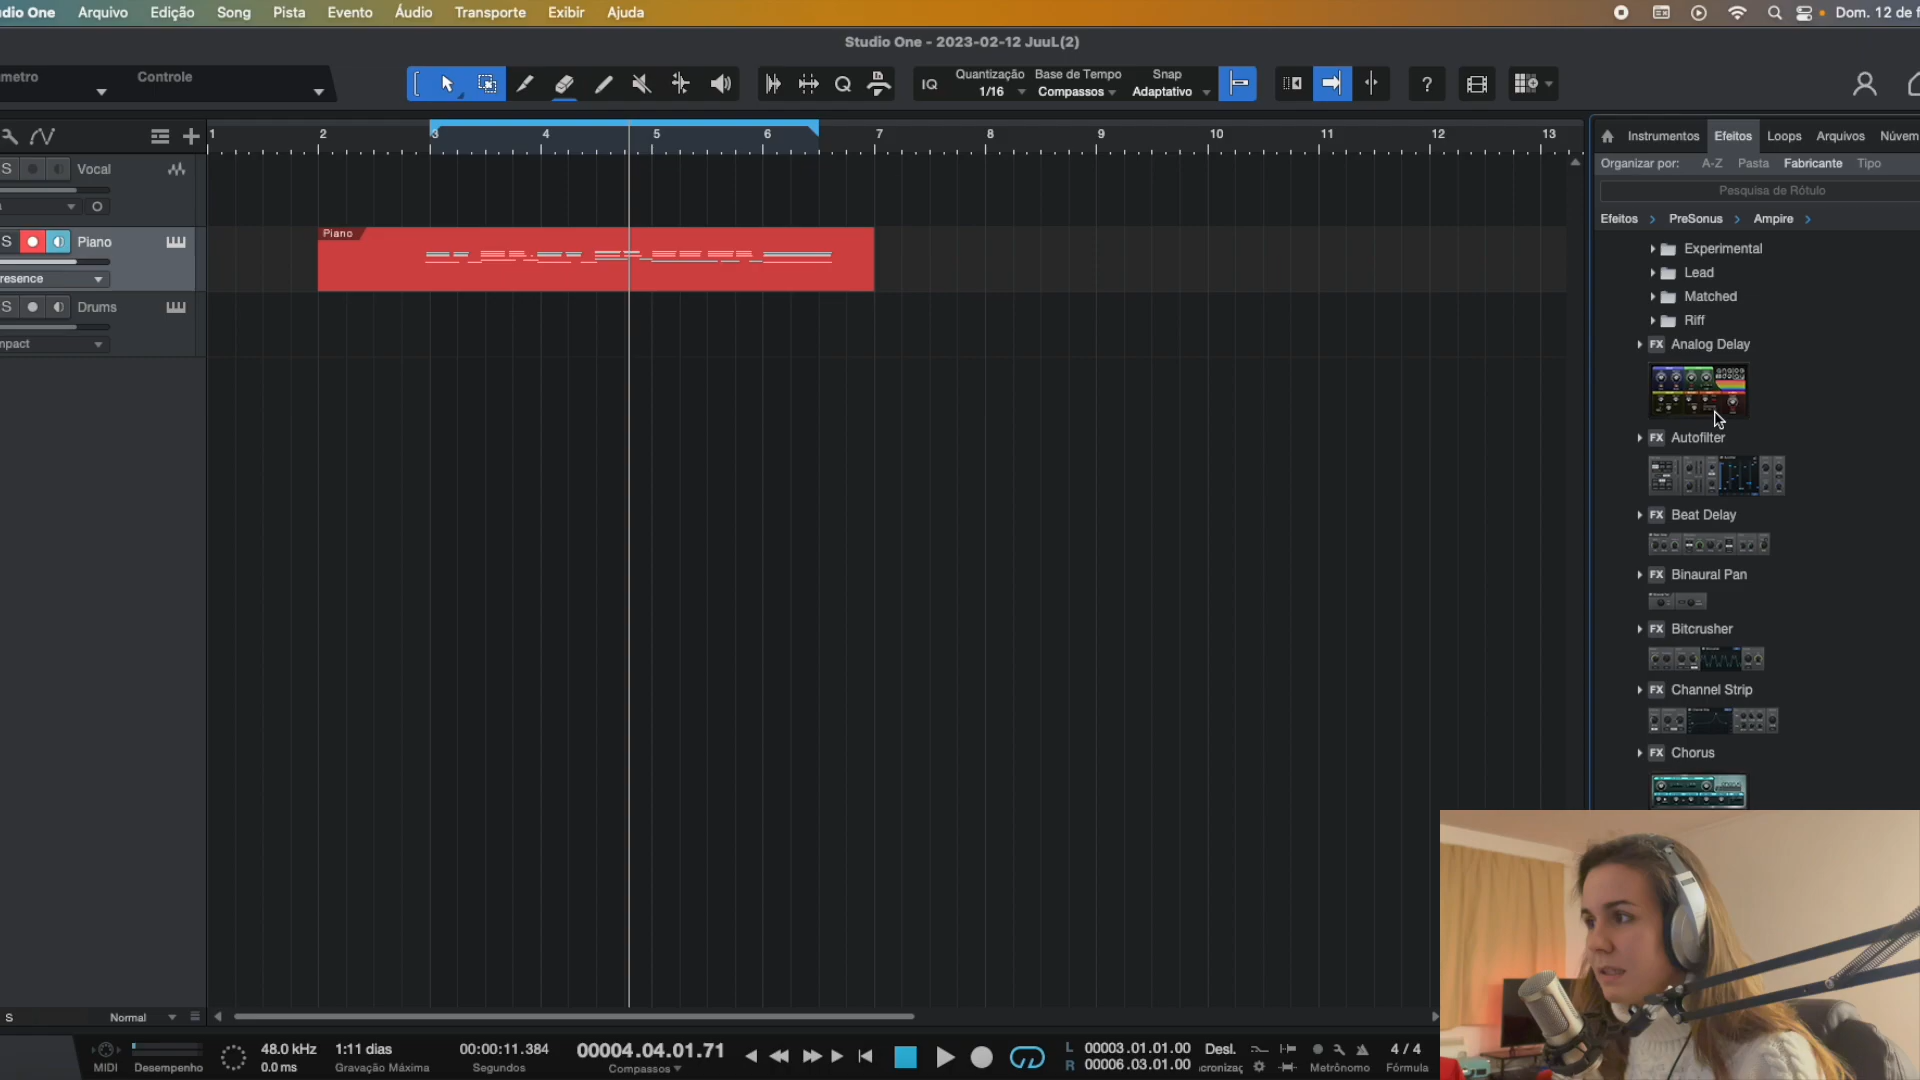 dio One Arquivo Edição Song Pista Evento Áudio Transporte Exibir Ajuda
Dom. 12 de f
Studio One - 2023-02-12 JuuL(2)
metro Controle
IQ
Quantização
1/16
Base de Tempo
Compassos
Snap
Adaptativo
?
1 2 3 4 5 6 7 8 9 10 11 12 13
S Vocal
S Piano
resence
S Drums
mpact
Piano
Instrumentos Efeitos Loops Arquivos Núvem
Organizar por: A-Z Pasta Fabricante Tipo
Pesquisa de Rótulo
Efeitos PreSonus Ampire
Experimental
Lead
Matched
Riff
FX Analog Delay
FX Autofilter
FX Beat Delay
FX Binaural Pan
FX Bitcrusher
FX Channel Strip
FX Chorus
S Normal
MIDI
Desempenho
48.0 kHz
0.0 ms
1:11 dias
Gravação Máxima
00:00:11.384
Segundos
00004.04.01.71
Compassos
L 00003.01.01.00
R 00006.03.01.00
Desl.
cronizaç
Metrônomo
4 / 4
Fórmula